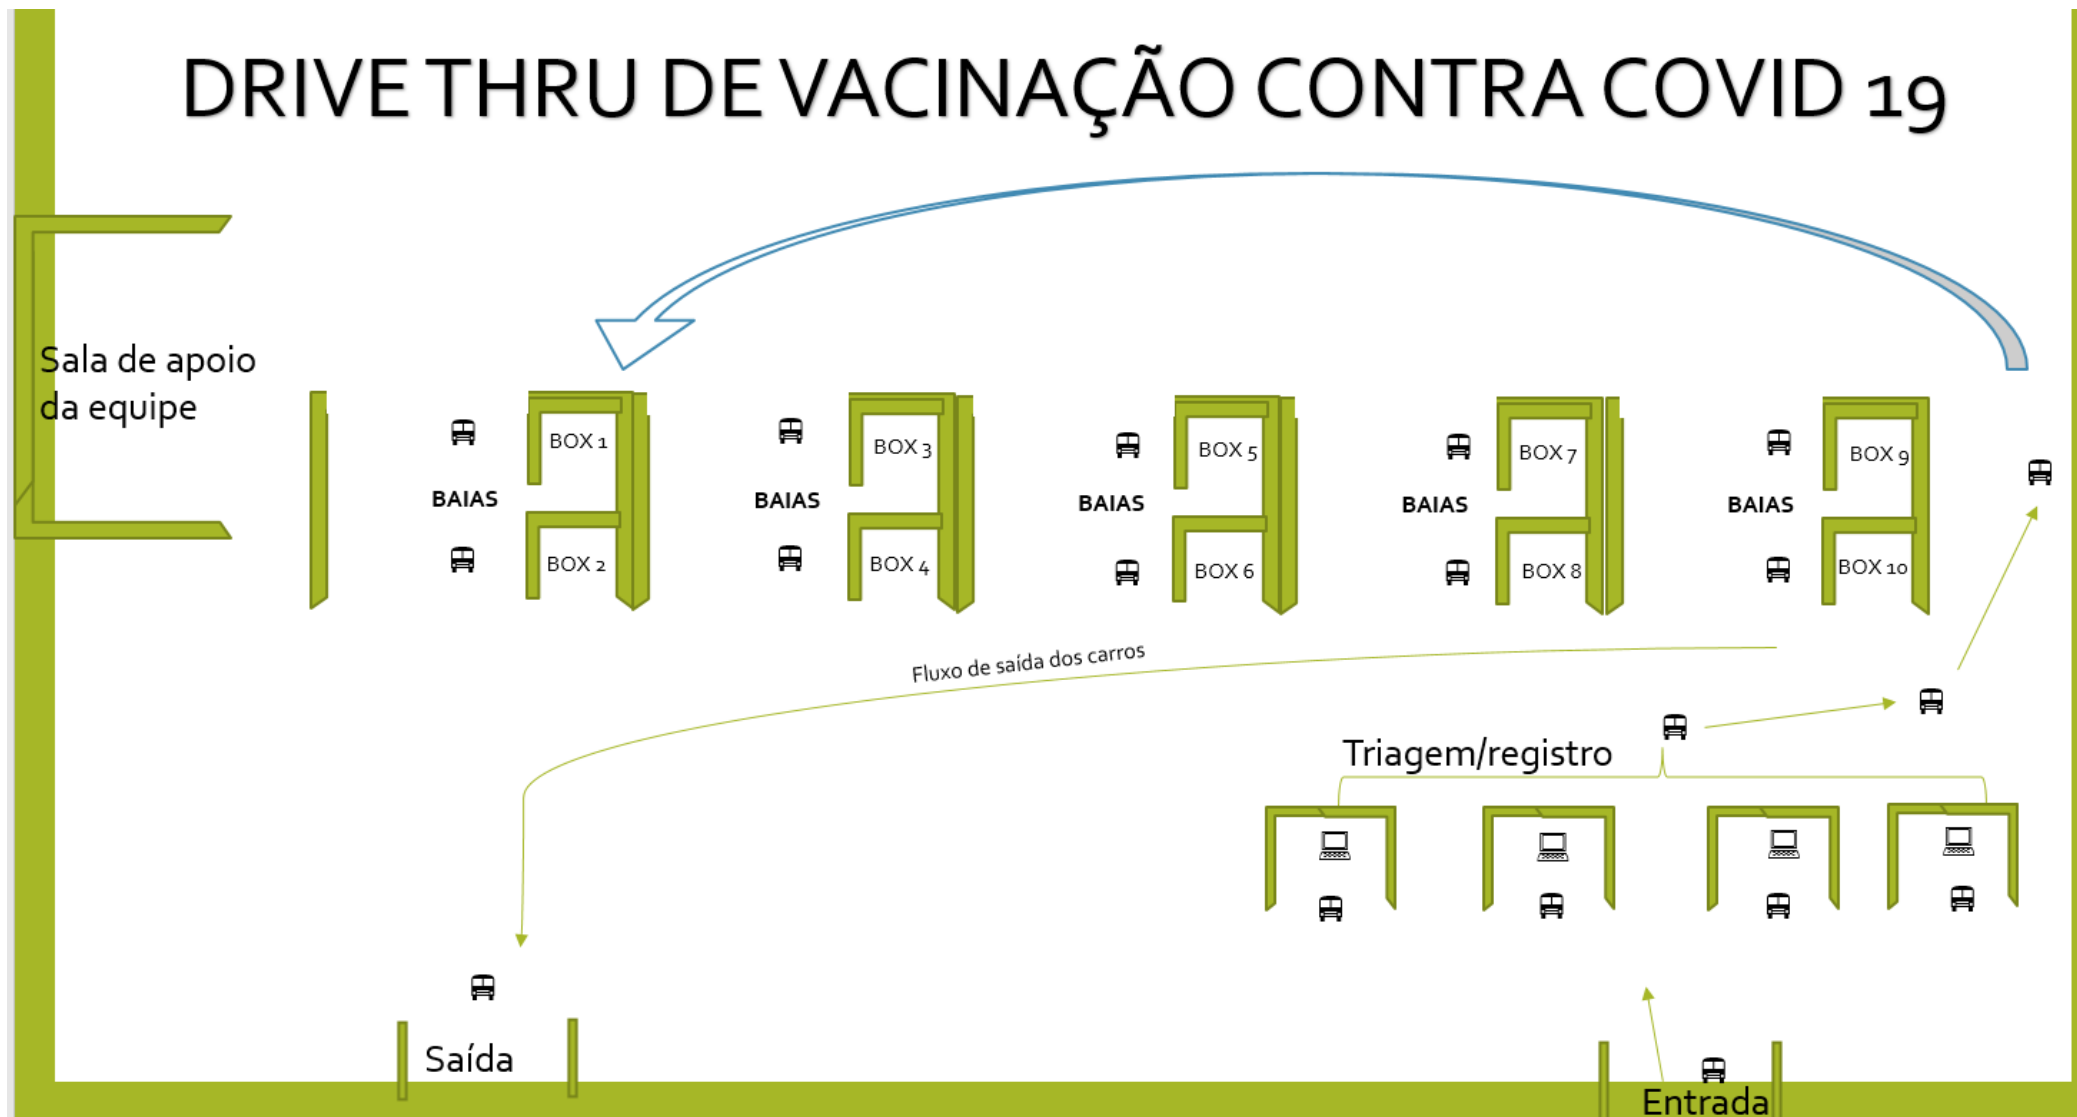 DRIVE THRU DE VACINAÇÃO CONTRA COVID 19
Sala de apoio
da equipe
BOX 1
BAIAS
BOX 2
BOX 3
BAIAS
BOX 4
BOX 5
BAIAS
BOX 6
BOX 7
BAIAS
BOX 8
BOX 9
BAIAS
BOX 10
Fluxo de saída dos carros
Triagem/registro
Saída
Entrada